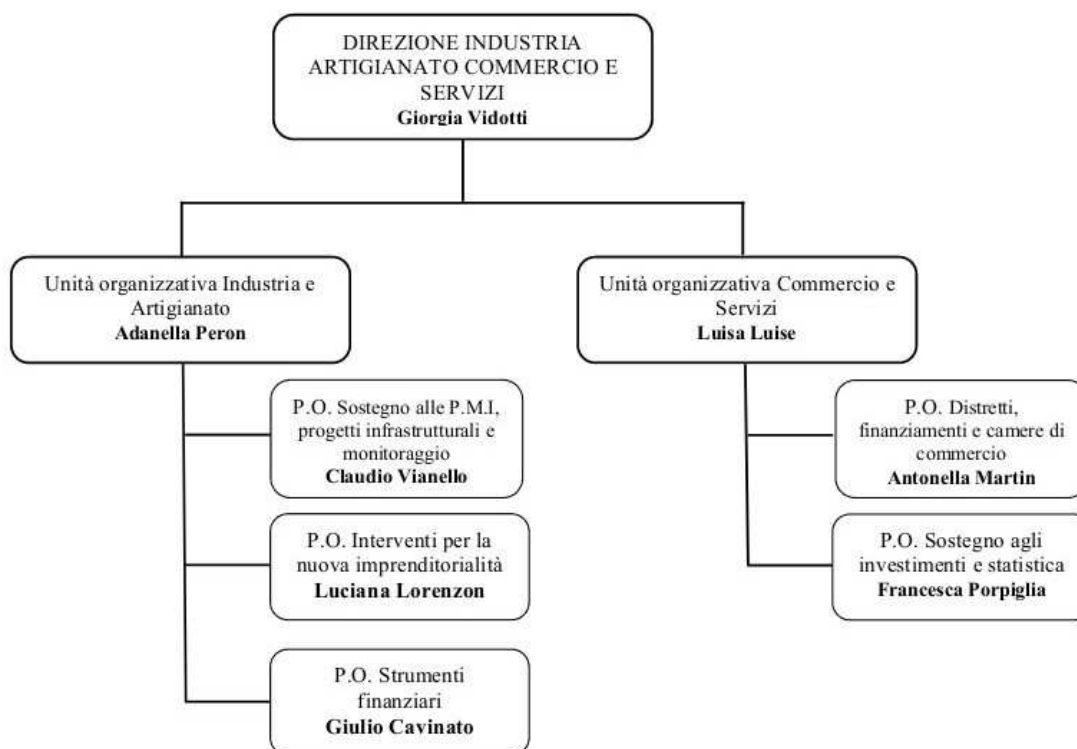 DIREZIONE INDUSTRIA
ARTIGIANATO COMMERCIO E
SERVIZI
Giorgia Vidotti
Unità organizzativa Industria e
Artigianato
Adanella Peron
Unità organizzativa Commercio e
Servizi
Luisa Luise
P.O. Sostegno alle P.M.I,
progetti infrastrutturali e
monitoraggio
Claudio Vianello
P.O. Distretti,
finanziamenti e camere di
commercio
Antonella Martin
P.O. Interventi per la
nuova imprenditorialità
Luciana Lorenzon
P.O. Sostegno agli
investimenti e statistica
Francesca Porpiglia
P.O. Strumenti
finanziari
Giulio Cavinato